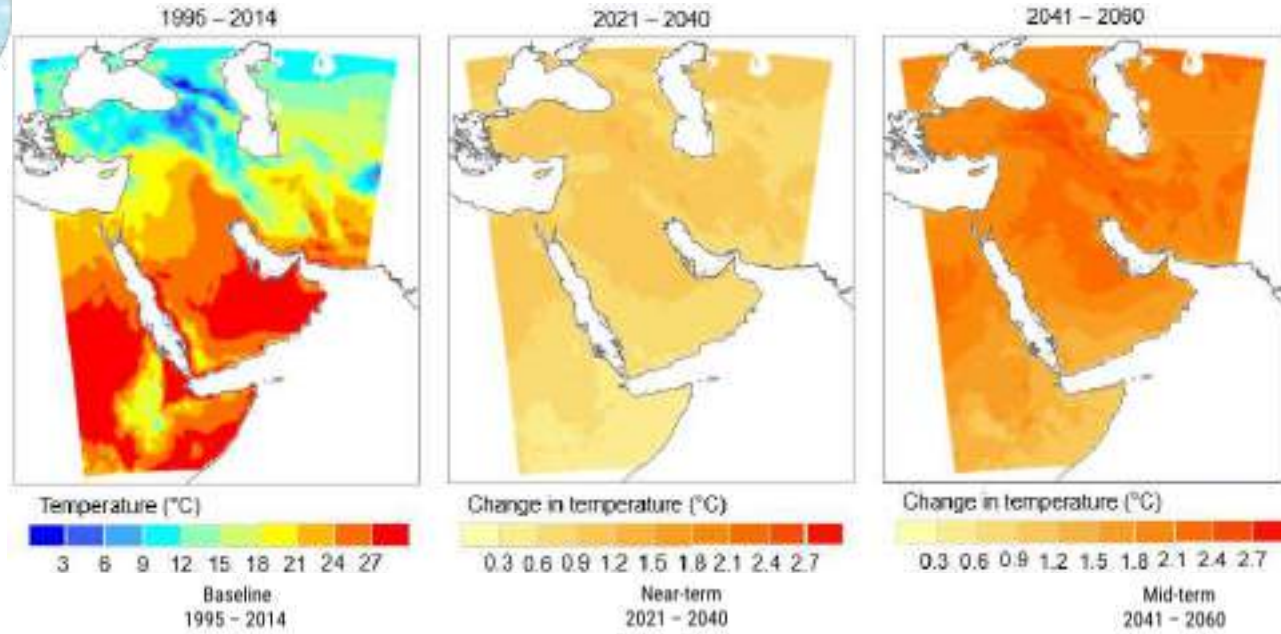 1995 – 2014
2021 – 2040
2041 – 2060
Temperature (°C)
3 6 9 12 15 18 21 24 27
Baseline
1995 – 2014
Change in temperature (°C)
0.3 0.6 0.9 1.2 1.5 1.8 2.1 2.4 2.7
Near-term
2021 – 2040
Change in temperature (°C)
0.3 0.6 0.9 1.2 1.5 1.8 2.1 2.4 2.7
Mid-term
2041 – 2060